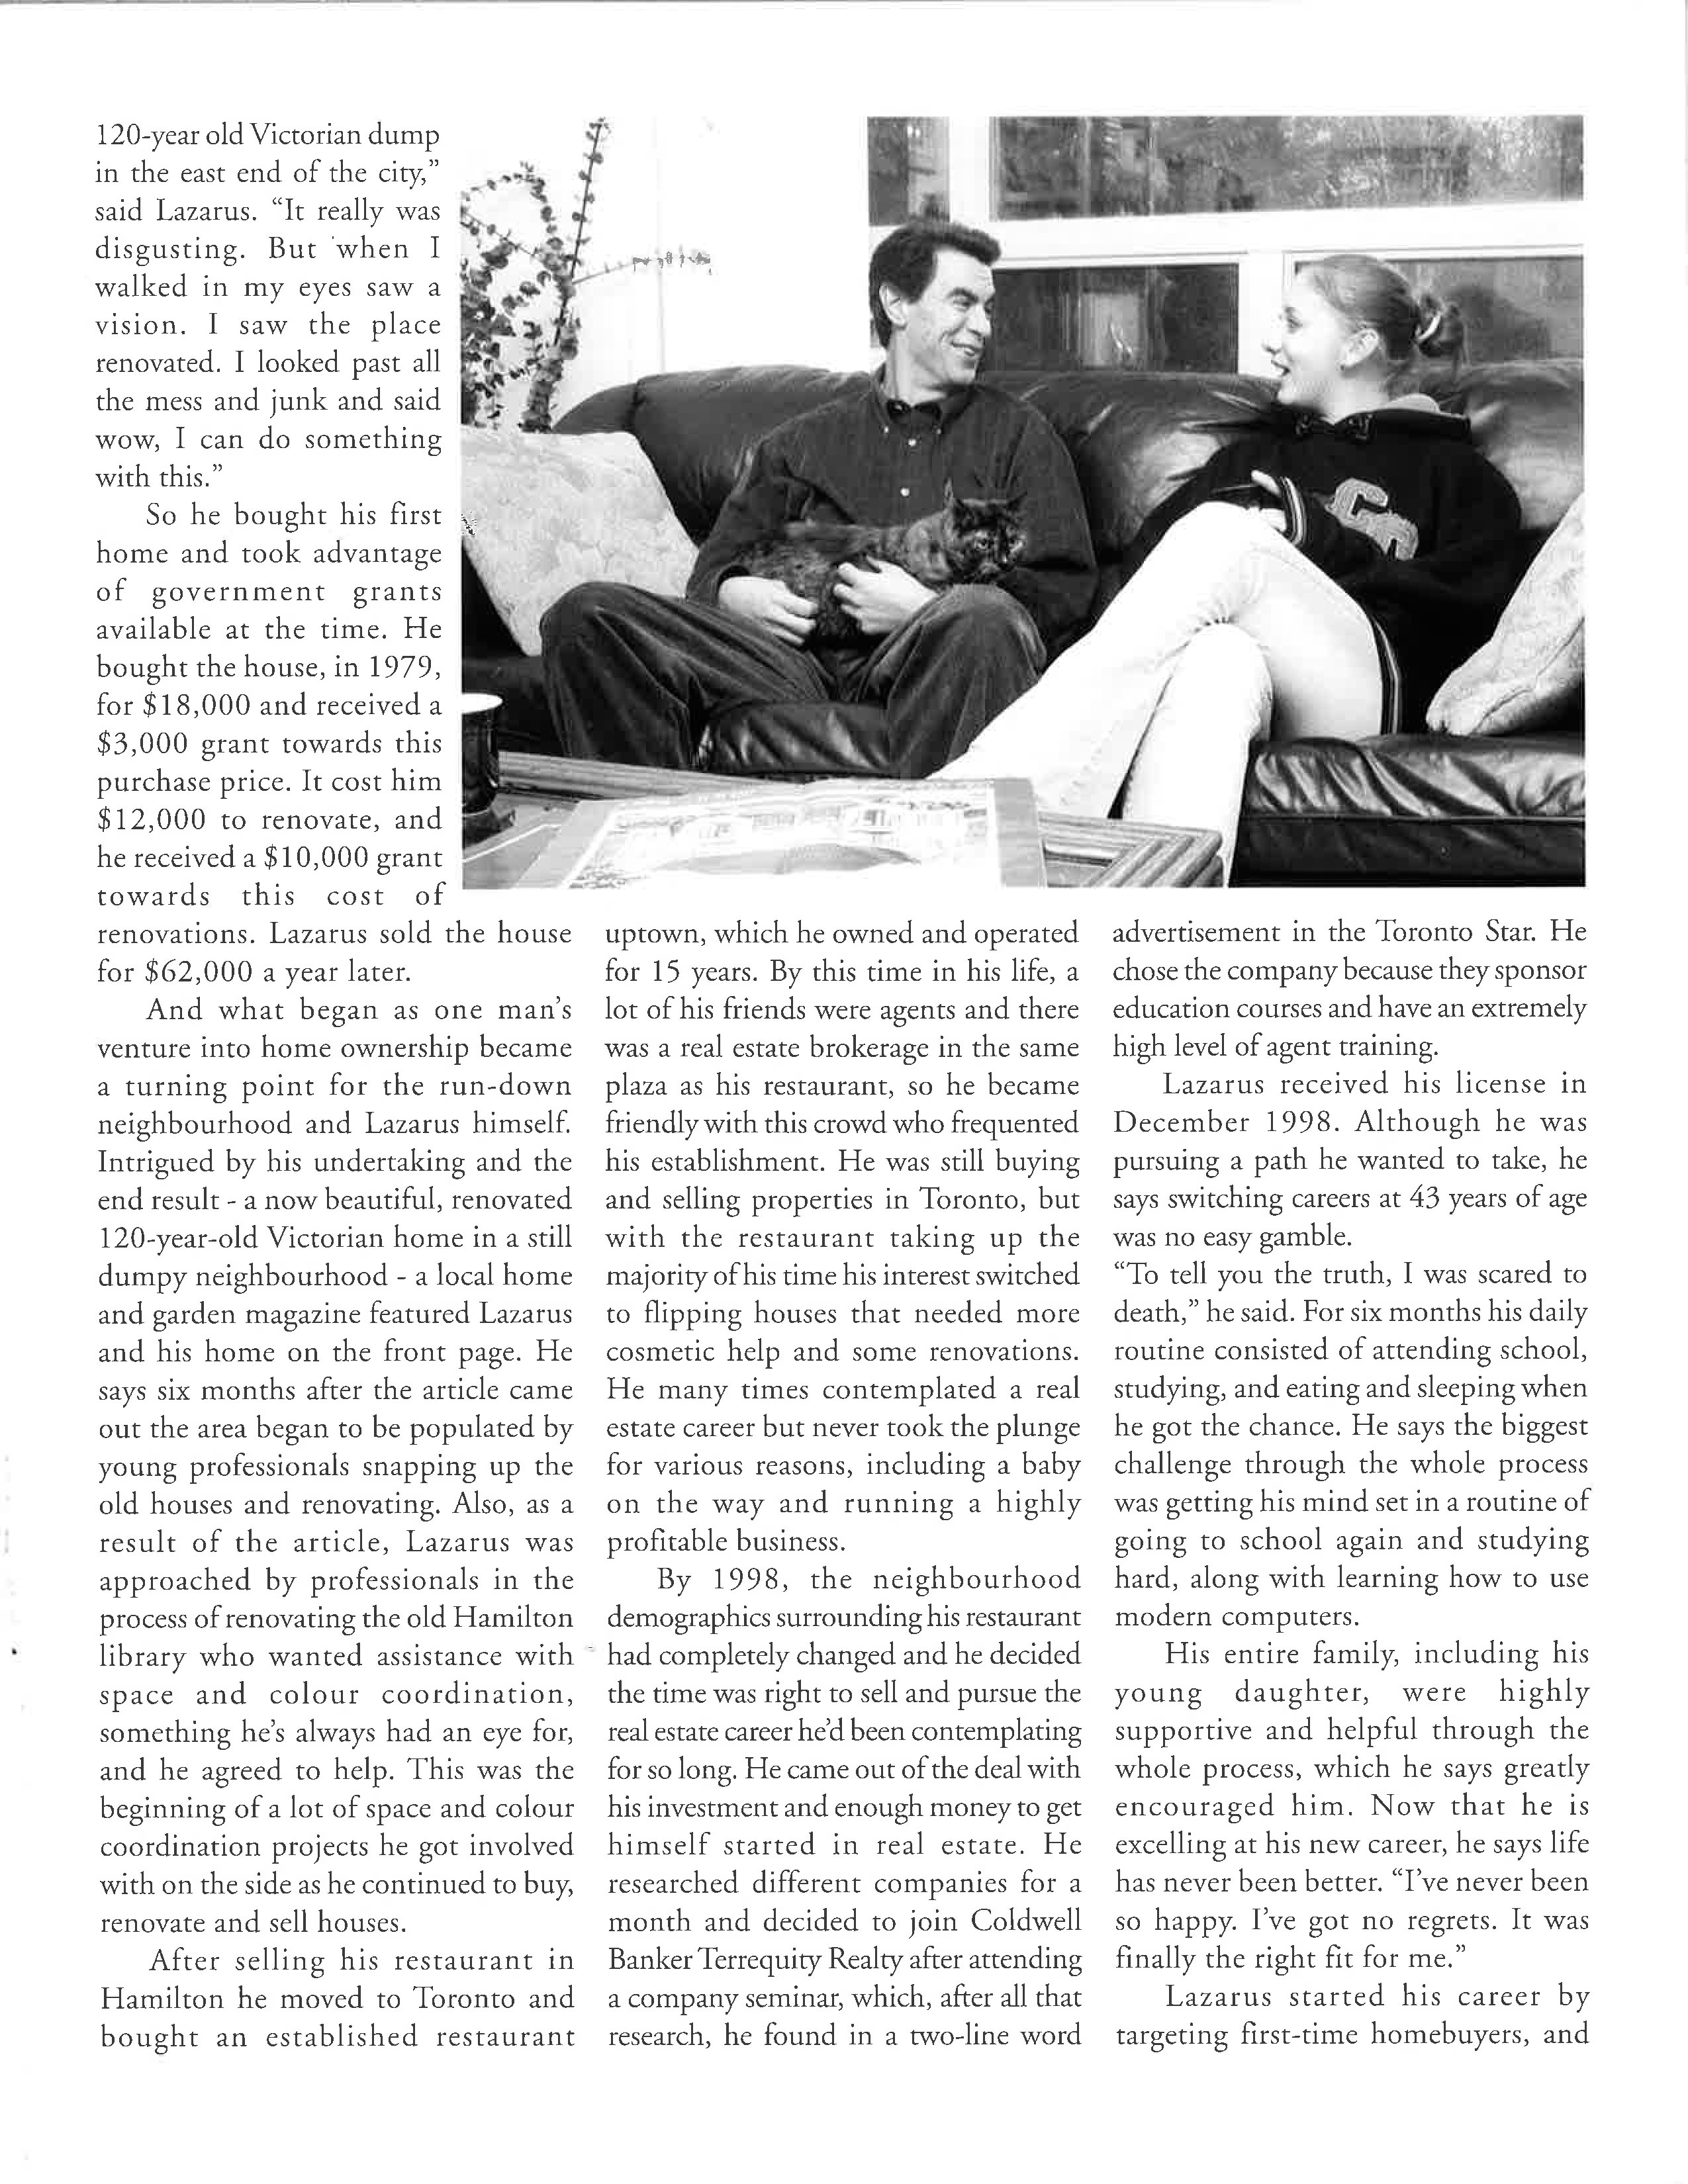 120-year old Victorian dump
in the east end of the city,”
said Lazarus. “It really was
disgusting. But when I
walked in my eyes saw a
vision. I saw the place
renovated. I looked past all
the mess and junk and said
wow, I can do something
with this.”
So he bought his first
home and took advantage
of government grants
available at the time. He
bought the house, in 1979,
for $18,000 and received a
$3,000 grant towards this
purchase price. It cost him
$12,000 to renovate, and
he received a $10,000 grant
towards this cost of
renovations. Lazarus sold the house
for $62,000 a year later.
And what began as one man’s
venture into home ownership became
a turning point for the run-down
neighbourhood and Lazarus himself.
Intrigued by his undertaking and the
end result - a now beautiful, renovated
120-year-old Victorian home in a still
dumpy neighbourhood - a local home
and garden magazine featured Lazarus
and his home on the front page. He
says six months after the article came
out the area began to be populated by
young professionals snapping up the
old houses and renovating. Also, as a
result of the article, Lazarus was
approached by professionals in the
process of renovating the old Hamilton
library who wanted assistance with
space and colour coordination,
something he’s always had an eye for,
and he agreed to help. This was the
beginning of a lot of space and colour
coordination projects he got involved
with on the side as he continued to buy,
renovate and sell houses.
After selling his restaurant in
Hamilton he moved to Toronto and
bought an established restaurant
uptown, which he owned and operated
for 15 years. By this time in his life, a
lot of his friends were agents and there
was a real estate brokerage in the same
plaza as his restaurant, so he became
friendly with this crowd who frequented
his establishment. He was still buying
and selling properties in Toronto, but
with the restaurant taking up the
majority of his time his interest switched
to flipping houses that needed more
cosmetic help and some renovations.
He many times contemplated a real
estate career but never took the plunge
for various reasons, including a baby
on the way and running a highly
profitable business.
By 1998, the neighbourhood
demographics surrounding his restaurant
had completely changed and he decided
the time was right to sell and pursue the
real estate career he’d been contemplating
for so long. He came out of the deal with
his investment and enough money to get
himself started in real estate. He
researched different companies for a
month and decided to join Coldwell
Banker Terrequity Realty after attending
a company seminar, which, after all that
research, he found in a two-line word
advertisement in the Toronto Star. He
chose the company because they sponsor
education courses and have an extremely
high level of agent training.
Lazarus received his license in
December 1998. Although he was
pursuing a path he wanted to take, he
says switching careers at 43 years of age
was no easy gamble.
“To tell you the truth, I was scared to
death,” he said. For six months his daily
routine consisted of attending school,
studying, and eating and sleeping when
he got the chance. He says the biggest
challenge through the whole process
was getting his mind set in a routine of
going to school again and studying
hard, along with learning how to use
modern computers.
His entire family, including his
young daughter, were highly
supportive and helpful through the
whole process, which he says greatly
encouraged him. Now that he is
excelling at his new career, he says life
has never been better. “I’ve never been
so happy. I’ve got no regrets. It was
finally the right fit for me.”
Lazarus started his career by
targeting first-time homebuyers, and